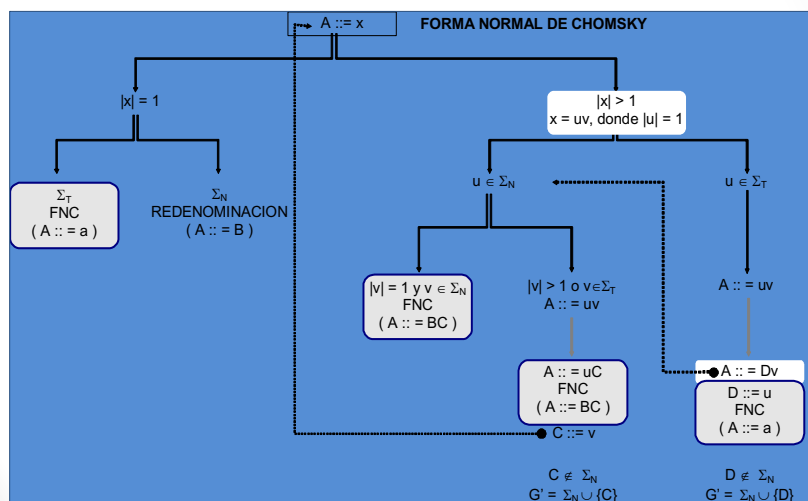 A ::= x
FORMA NORMAL DE CHOMSKY
|x| = 1
|x| > 1
x = uv, donde |u| = 1
Σ_T
FNC
( A :: = a )
Σ_N
REDENOMINACION
( A :: = B )
u ∈ Σ_N
u ∈ Σ_T
|v| = 1 y v ∈ Σ_N
FNC
( A ::= BC )
|v| > 1 o v∈Σ_T
A ::= uv
A :: = uv
A ::= uC
FNC
( A ::= BC )
C ::= v
A ::= Dv
D ::= u
FNC
(A ::= a )
C ∉ Σ_N
G' = Σ_N ∪ {C}
D ∉ Σ_N
G' = Σ_N ∪ {D}